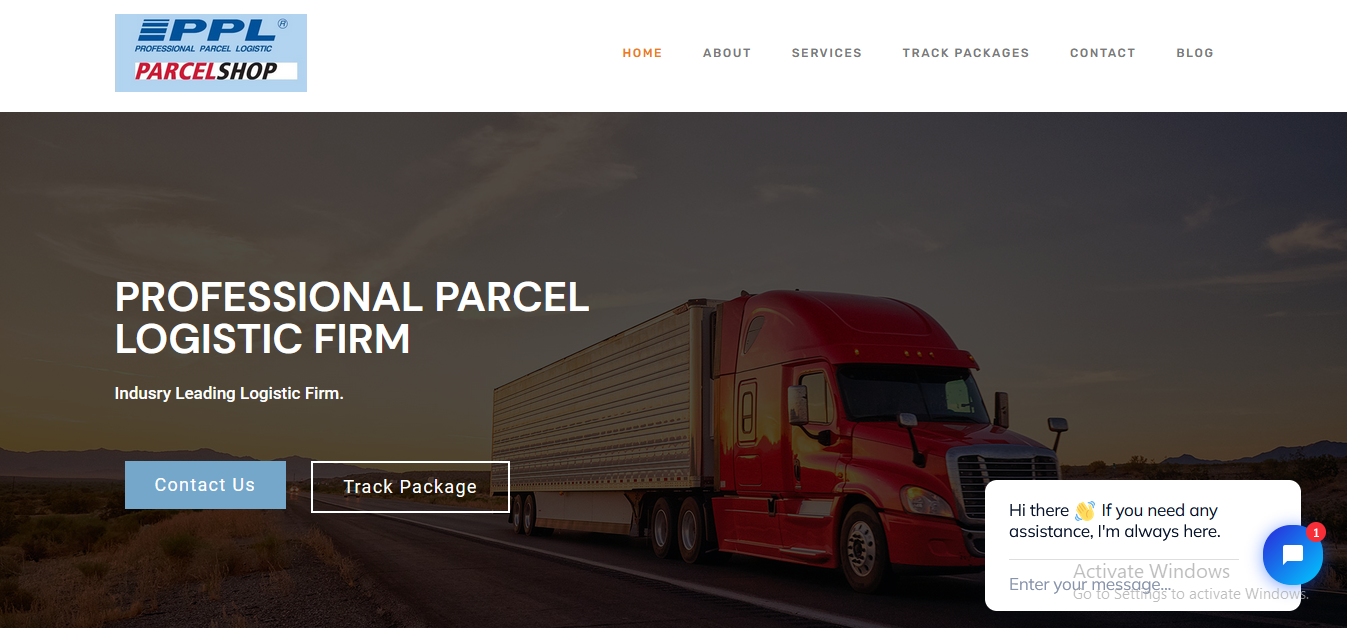 PPL®
PROFESSIONAL PARCEL LOGISTIC
PARCELSHOP
HOME ABOUT SERVICES TRACK PACKAGES CONTACT BLOG
PROFESSIONAL PARCEL
LOGISTIC FIRM
Indusry Leading Logistic Firm.
Contact Us Track Package
Hi there 👋 If you need any
assistance, I'm always here.
1
Activate Windows
Enter your message...
Go to Settings to activate Windows.